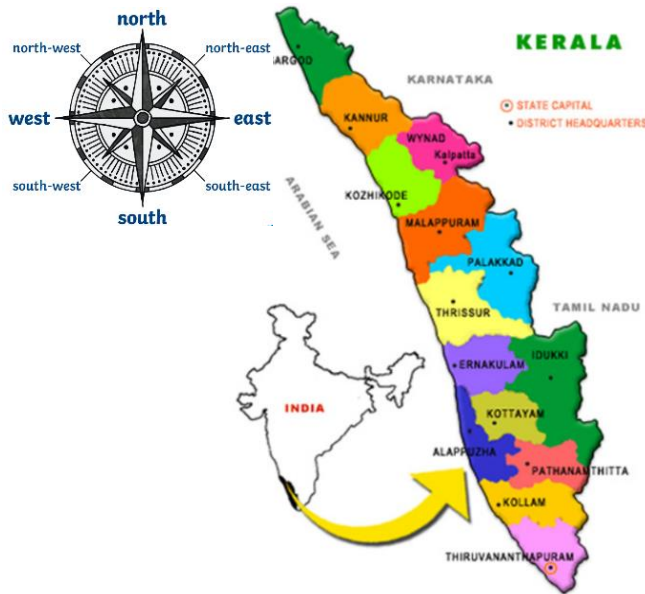 north
north-west
north-east
west
east
south-west
south-east
south
KERALA
KARNATAKA
STATE CAPITAL
DISTRICT HEADQUARTERS
ARGOD
KANNUR
WYNAD
Kalpatta
KOZHIKODE
ARABIAN SEA
MALAPPURAM
PALAKKAD
THRISSUR
TAMIL NADU
ERNAKULAM
IDUKKI
INDIA
KOTTAYAM
ALAPPUZHA
PATHANAMTHITTA
KOLLAM
THIRUVANANTHAPURAM